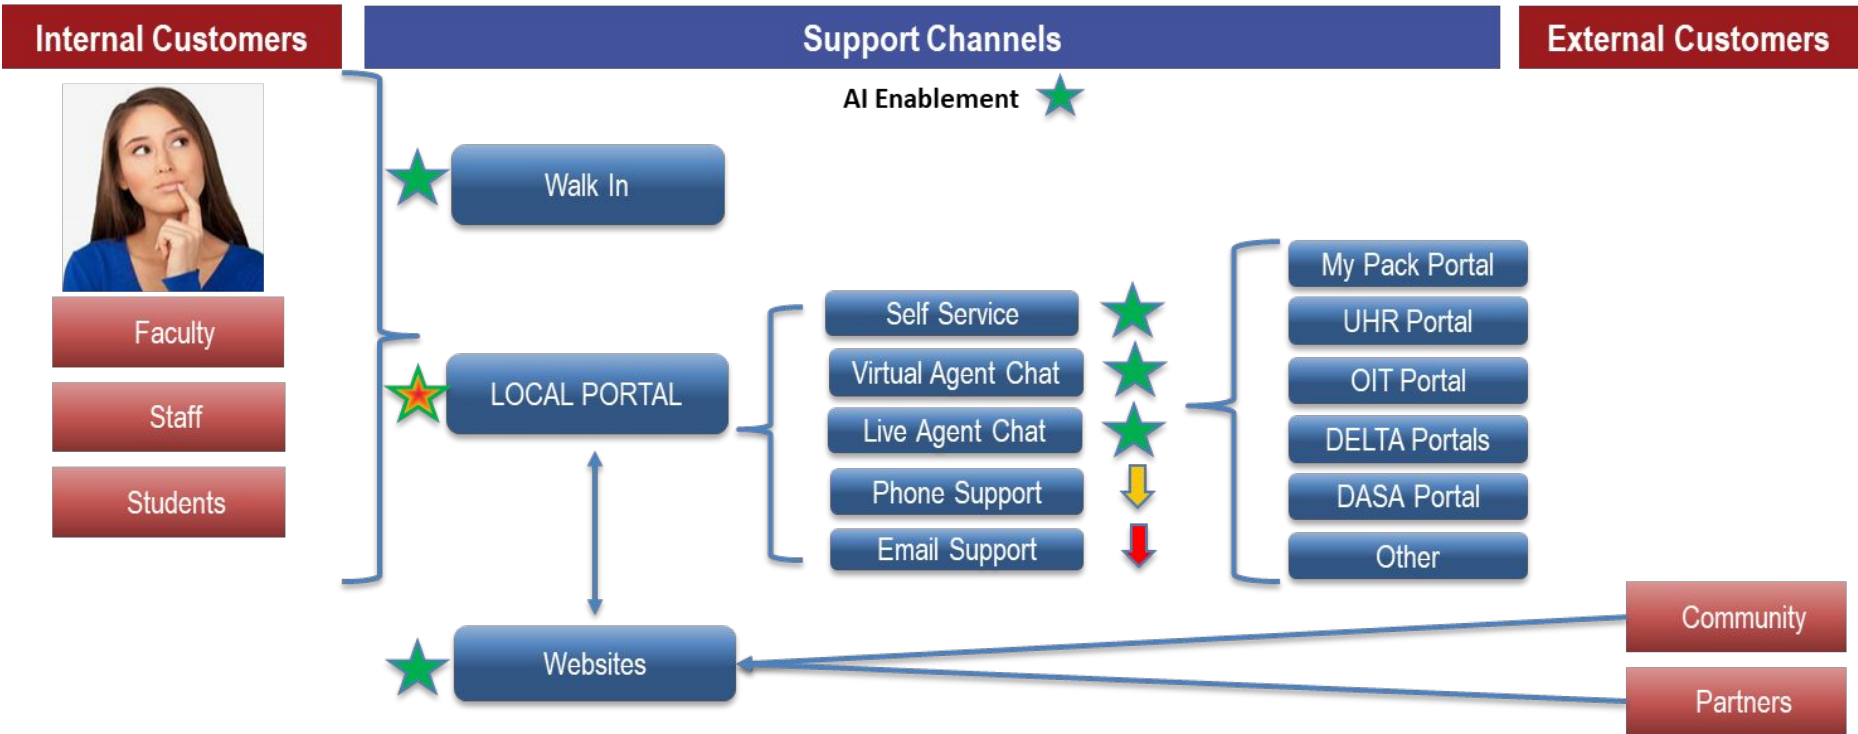 Internal Customers
Support Channels
External Customers
AI Enablement
Walk In
Faculty
Staff
Students
LOCAL PORTAL
Self Service
Virtual Agent Chat
Live Agent Chat
Phone Support
Email Support
My Pack Portal
UHR Portal
OIT Portal
DELTA Portals
DASA Portal
Other
Websites
Community
Partners